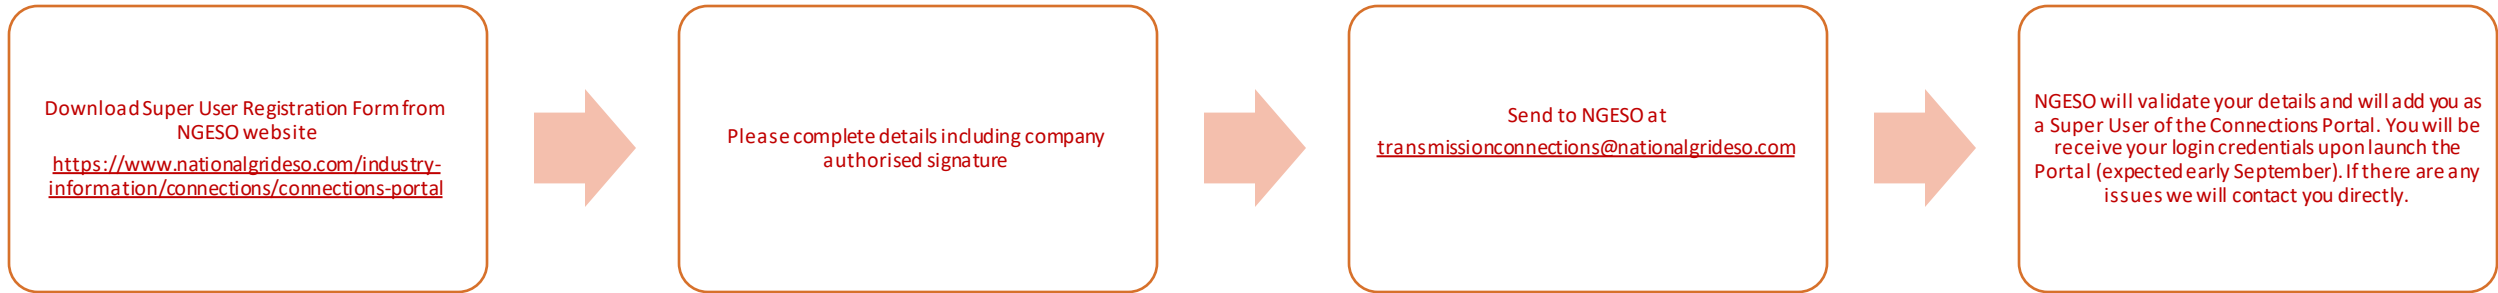 Download Super User Registration Form from
NGESO website
https://www.nationalgrideso.com/industry-
information/connections/connections-portal
Please complete details including company
authorised signature
Send to NGESO at
transmissionconnections@nationalgrideso.com
NGESO will validate your details and will add you as
a Super User of the Connections Portal. You will be
receive your login credentials upon launch the
Portal (expected early September). If there are any
issues we will contact you directly.